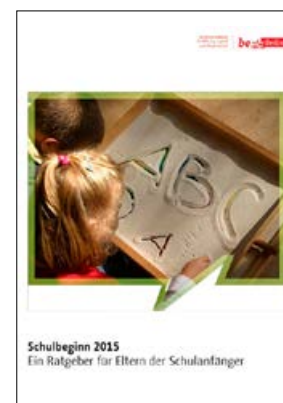 ABC
A
Schulbeginn 2015
Ein Ratgeber für Eltern der Schulanfänger